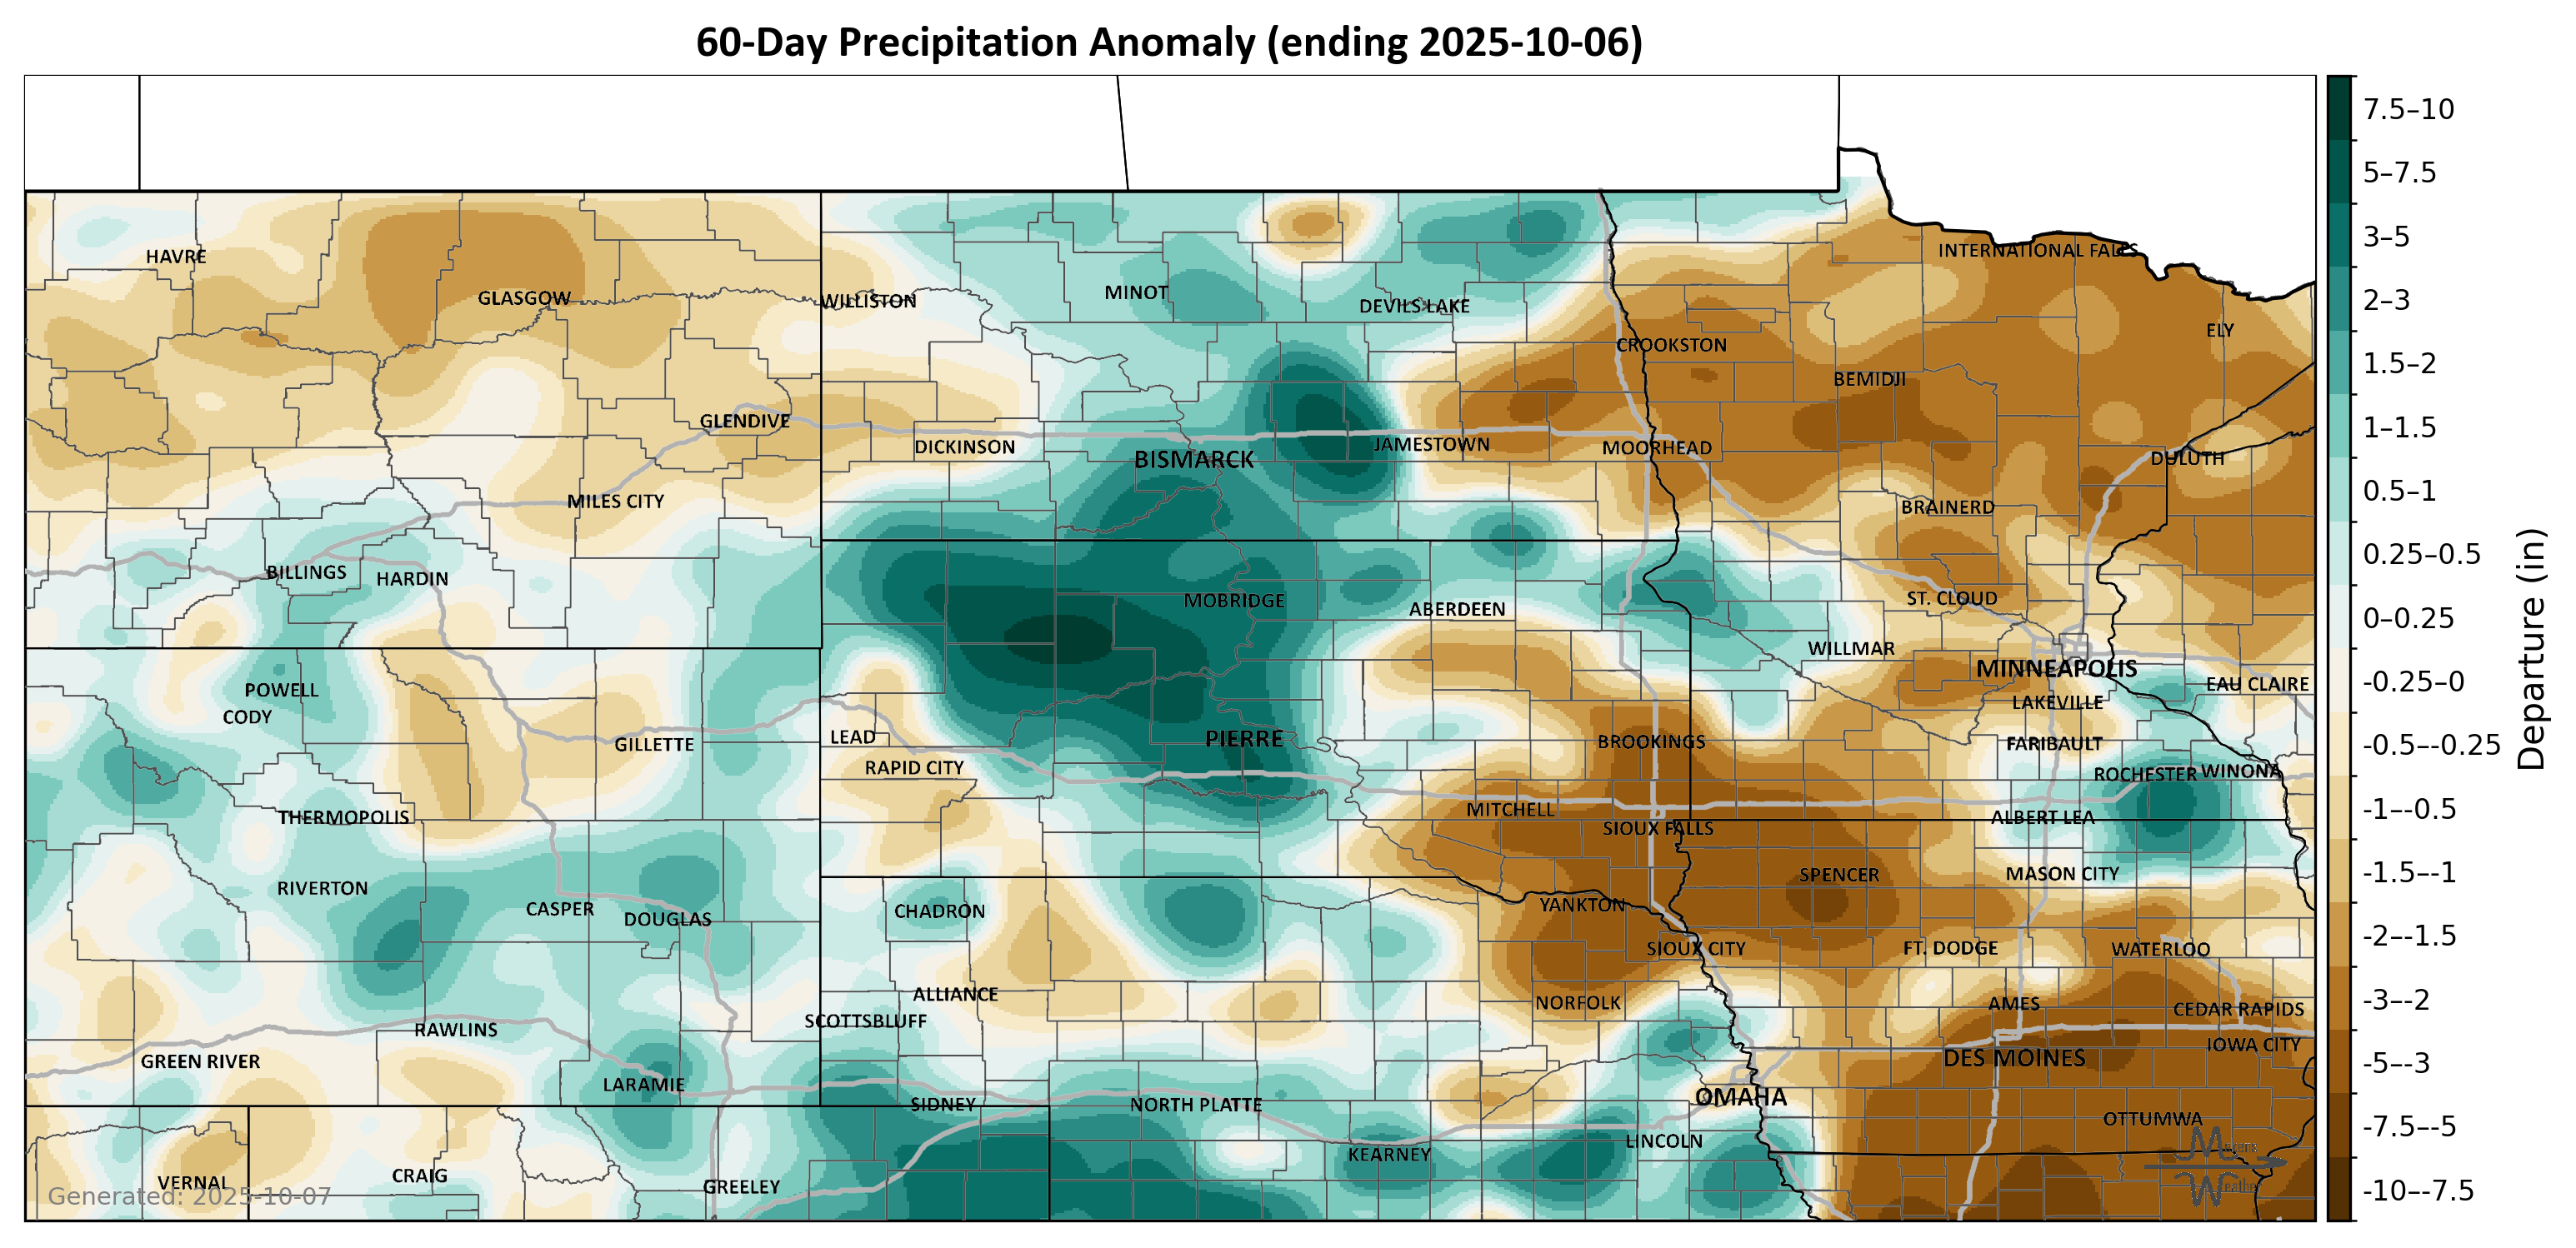 60-Day Precipitation Anomaly (ending 2025-10-06)
HAVRE
GLASGOW
WILLISTON
MINOT
DEVILS LAKE
INTERNATIONAL FALLS
CROOKSTON
ELY
BEMIDJI
GLENDIVE
DICKINSON
BISMARCK
JAMESTOWN
MOORHEAD
DULUTH
MILES CITY
BRAINERD
BILLINGS
HARDIN
MOBRIDGE
ABERDEEN
ST. CLOUD
WILLMAR
MINNEAPOLIS
POWELL
EAU CLAIRE
CODY
LAKEVILLE
GILLETTE
LEAD
PIERRE
BROOKINGS
FARIBAULT
RAPID CITY
ROCHESTER
WINONA
THERMOPOLIS
MITCHELL
ALBERT LEA
SIOUX FALLS
RIVERTON
SPENCER
MASON CITY
CASPER
DOUGLAS
CHADRON
YANKTON
SIOUX CITY
FT. DODGE
WATERLOO
ALLIANCE
NORFOLK
AMES
CEDAR RAPIDS
SCOTTSBLUFF
RAWLINS
IOWA CITY
GREEN RIVER
DES MOINES
LARAMIE
OMAHA
SIDNEY
NORTH PLATTE
OTTUMWA
LINCOLN
KEARNEY
CRAIG
VERNAL
GREELEY
Generated: 2025-10-07
7.5–10
5–7.5
3–5
2–3
1.5–2
1–1.5
0.5–1
0.25–0.5
0–0.25
-0.25–0
-0.5–-0.25
-1–-0.5
-1.5–-1
-2–-1.5
-3–-2
-5–-3
-7.5–-5
-10–-7.5
Departure (in)